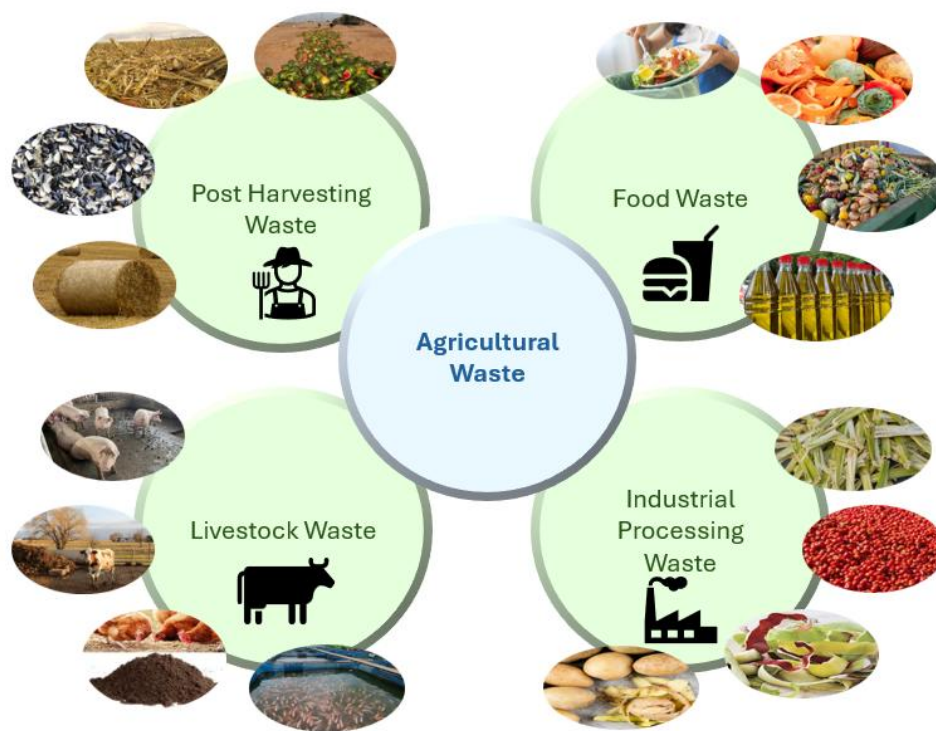 Post Harvesting
Waste
Food Waste
Agricultural
Waste
Livestock Waste
Industrial
Processing
Waste